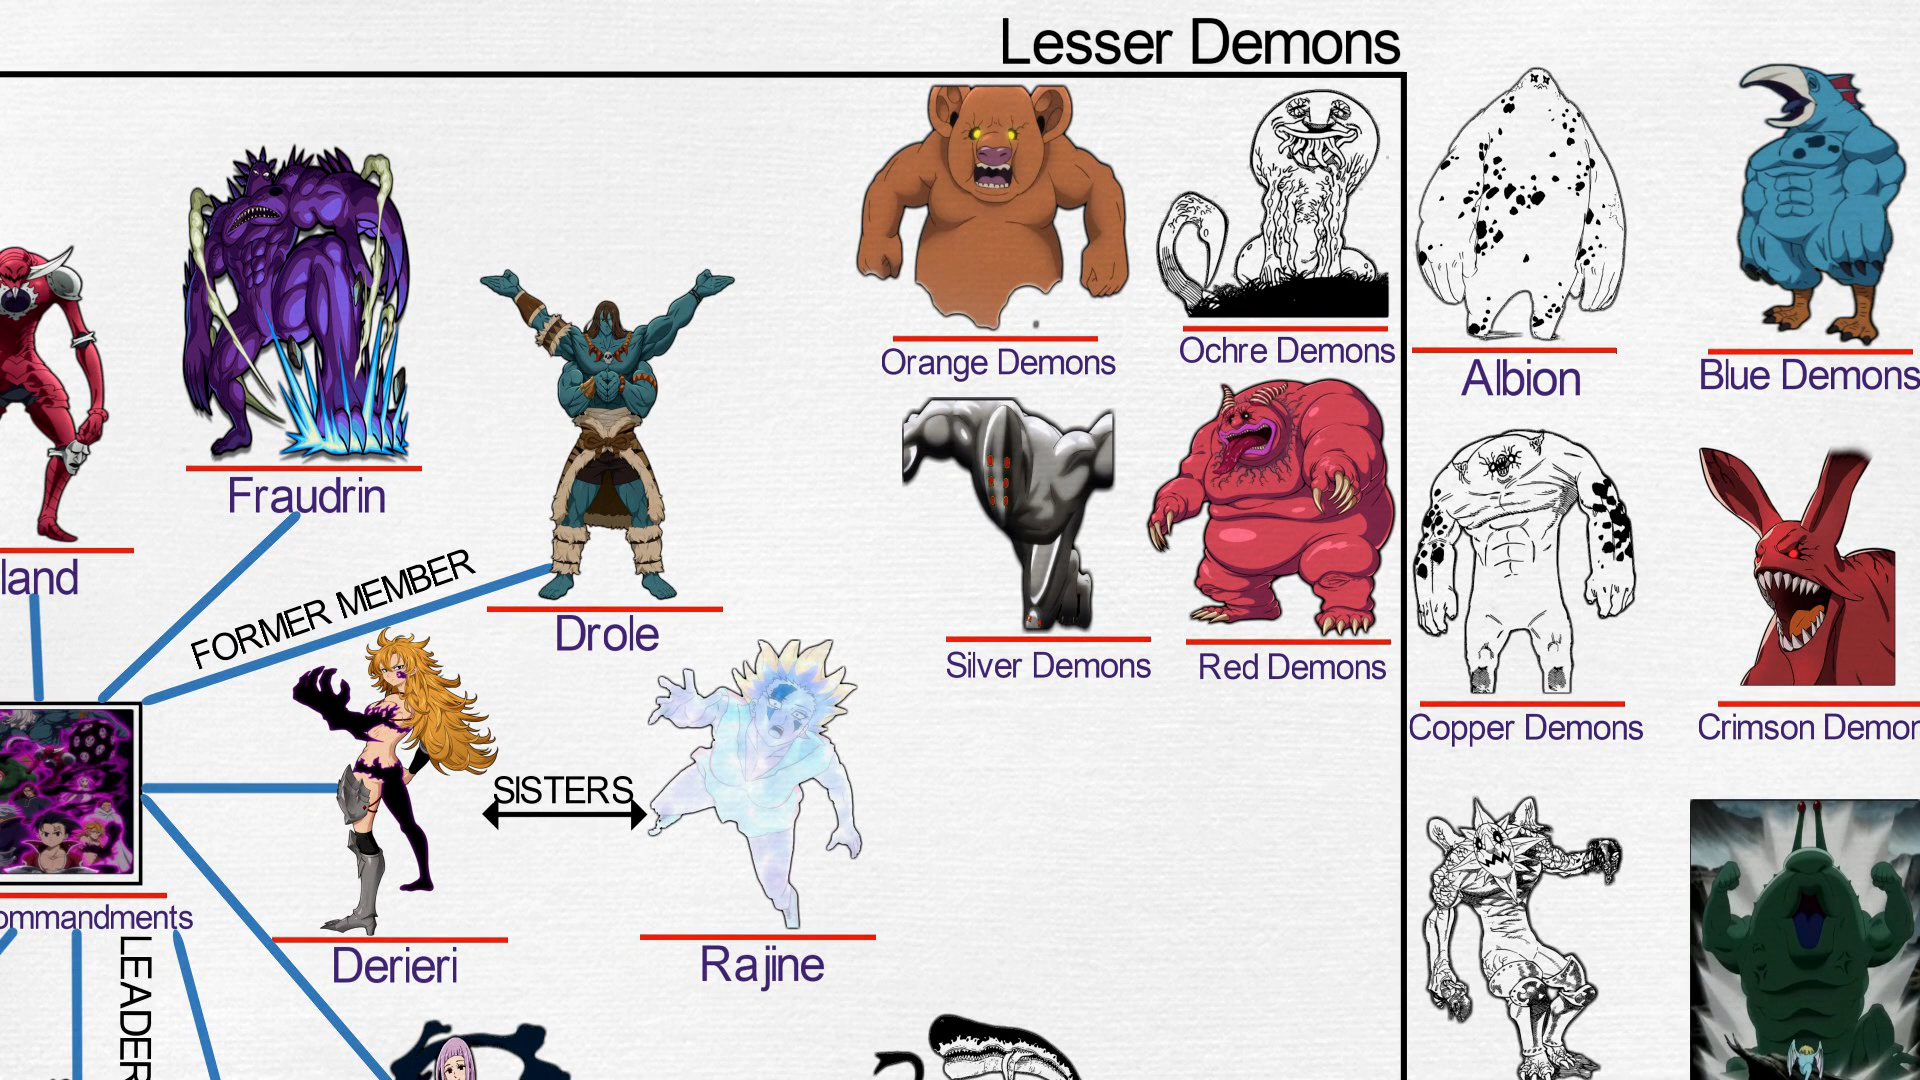 Lesser Demons
Orange Demons
Ochre Demons
Albion
Blue Demons
Fraudrin
land
FORMER MEMBER
Drole
Silver Demons
Red Demons
Copper Demons
Crimson Demon
SISTERS
ommandments
LEADER
Derieri
Rajine